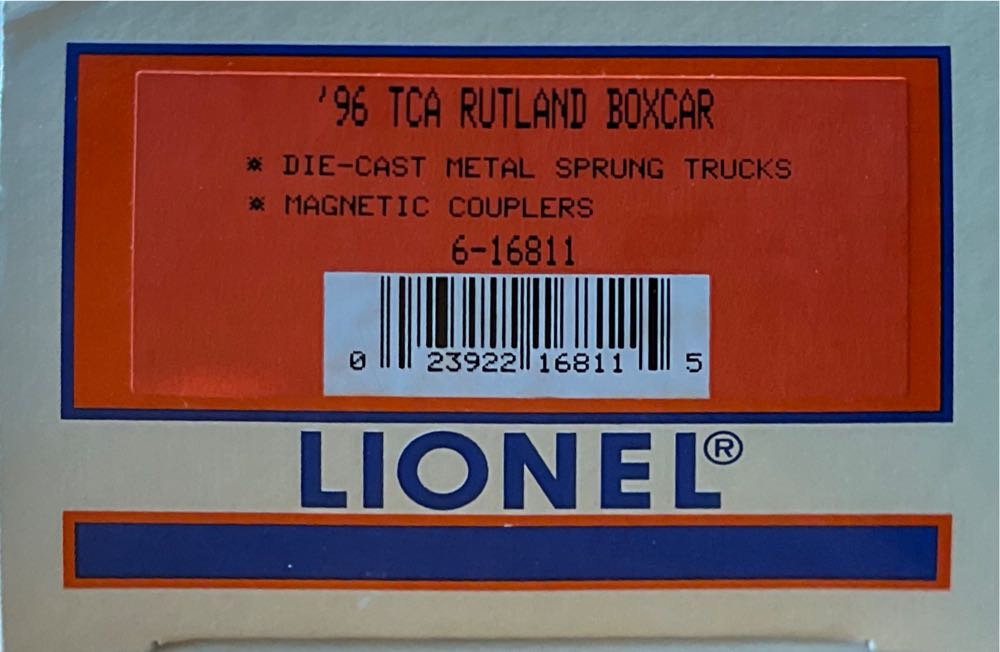 '96 TCA RUTLAND BOXCAR
* DIE-CAST METAL SPRUNG TRUCKS
* MAGNETIC COUPLERS
6-16811
0 23922 16811 5
LIONEL®